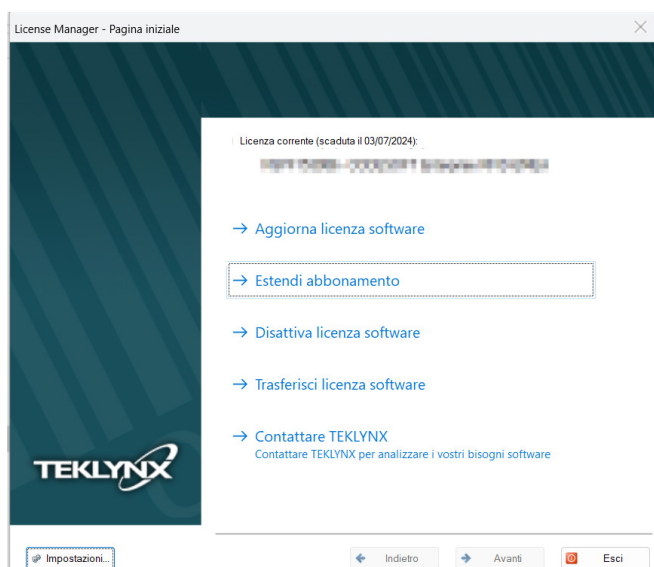 License Manager - Pagina iniziale
Licenza corrente (scaduta il 03/07/2024):
Aggiorna licenza software
Estendi abbonamento
Disattiva licenza software
Trasferisci licenza software
Contattare TEKLYNX
Contattare TEKLYNX per analizzare i vostri bisogni software
TEKLYNX
Impostazioni... Indietro Avanti Esci